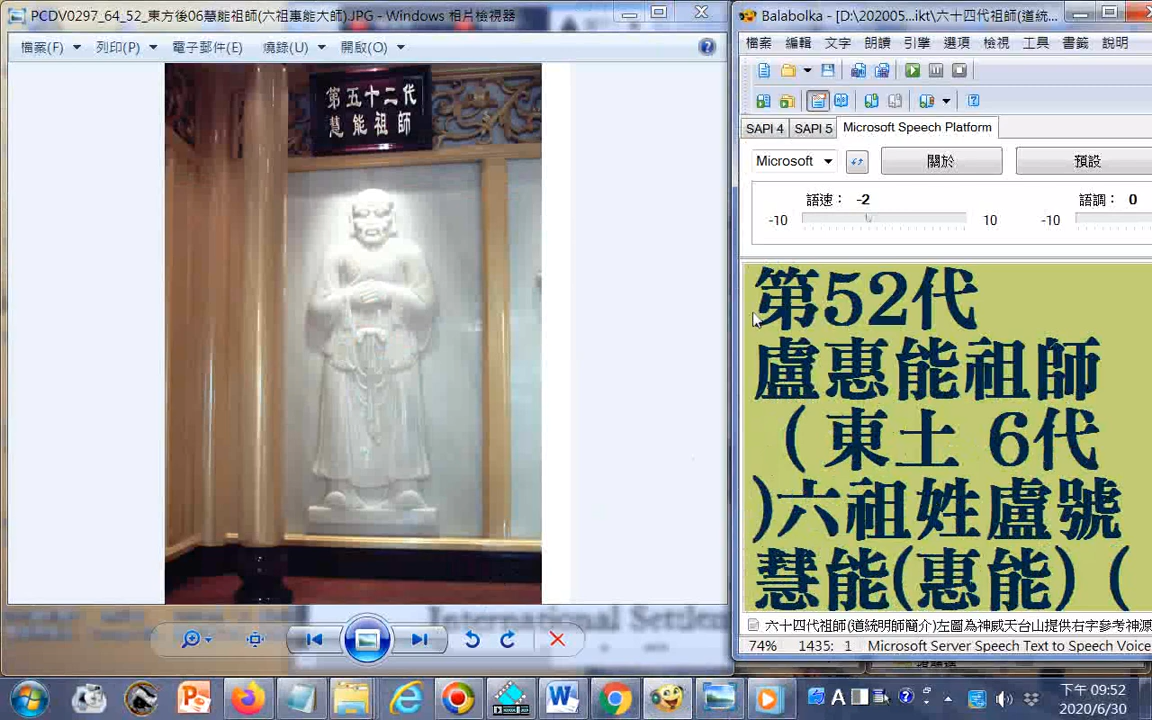 PCDV0297_64_52_東方後06慧能祖師(六祖惠能大師).JPG - Windows 相片檢視器
檔案(F) 列印(P) 電子郵件(E) 燒錄(U) 開啟(O)
第五十二代
慧能祖師
Balabolka - [D:\202005...ikt\六十四代祖師(道統...
檔案 編輯 文字 朗讀 引擎 選項 檢視 工具 書籤 說明
SAPI 4 SAPI 5 Microsoft Speech Platform
Microsoft 關於 預設
語速： -2 語調： 0
-10 10 -10
第52代
盧惠能祖師
（東土 6代
)六祖姓盧號
慧能(惠能)（
六十四代祖師(道統明師簡介)左圖為神威天台山提供右字參考神源
74% 1435: 1 Microsoft Server Speech Text to Speech Voice
International Settlem
下午 09:52
2020/6/30